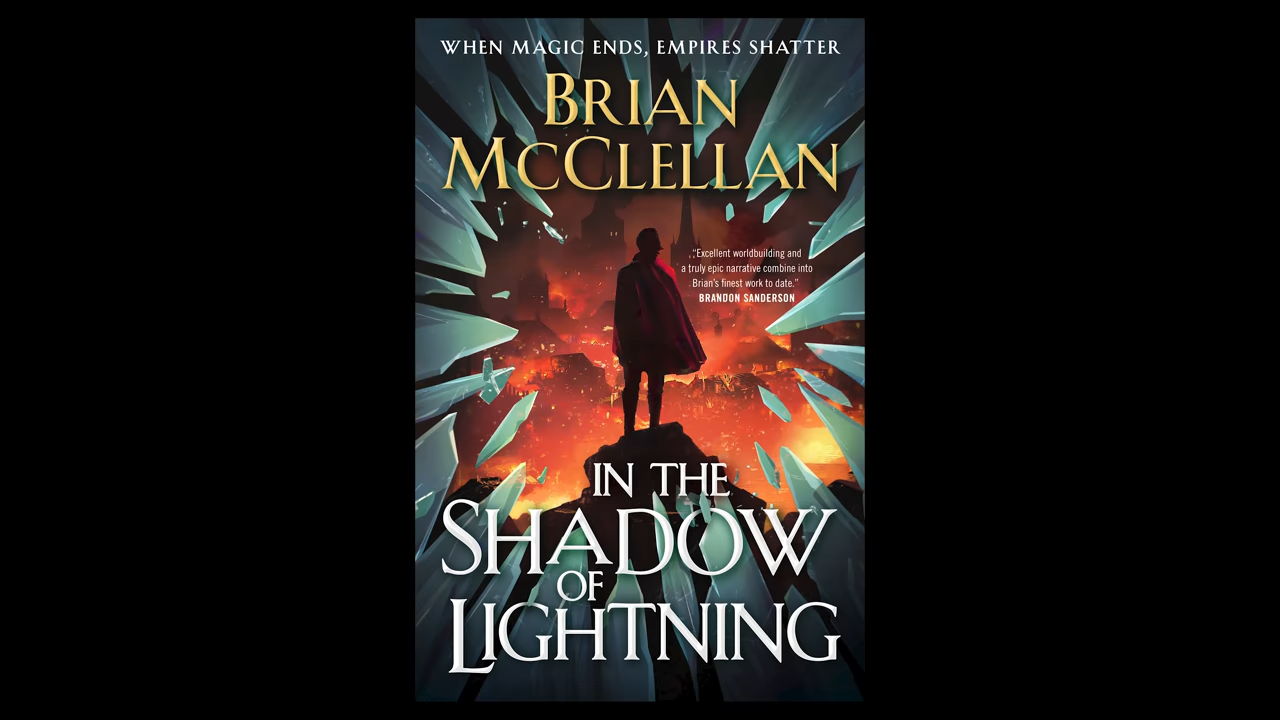 WHEN MAGIC ENDS, EMPIRES SHATTER
BRIAN
MCCLELLAN
“Excellent worldbuilding and
a truly epic narrative combine into
Brian’s finest work to date.”
BRANDON SANDERSON
IN THE
SHADOW
OF
LIGHTNING